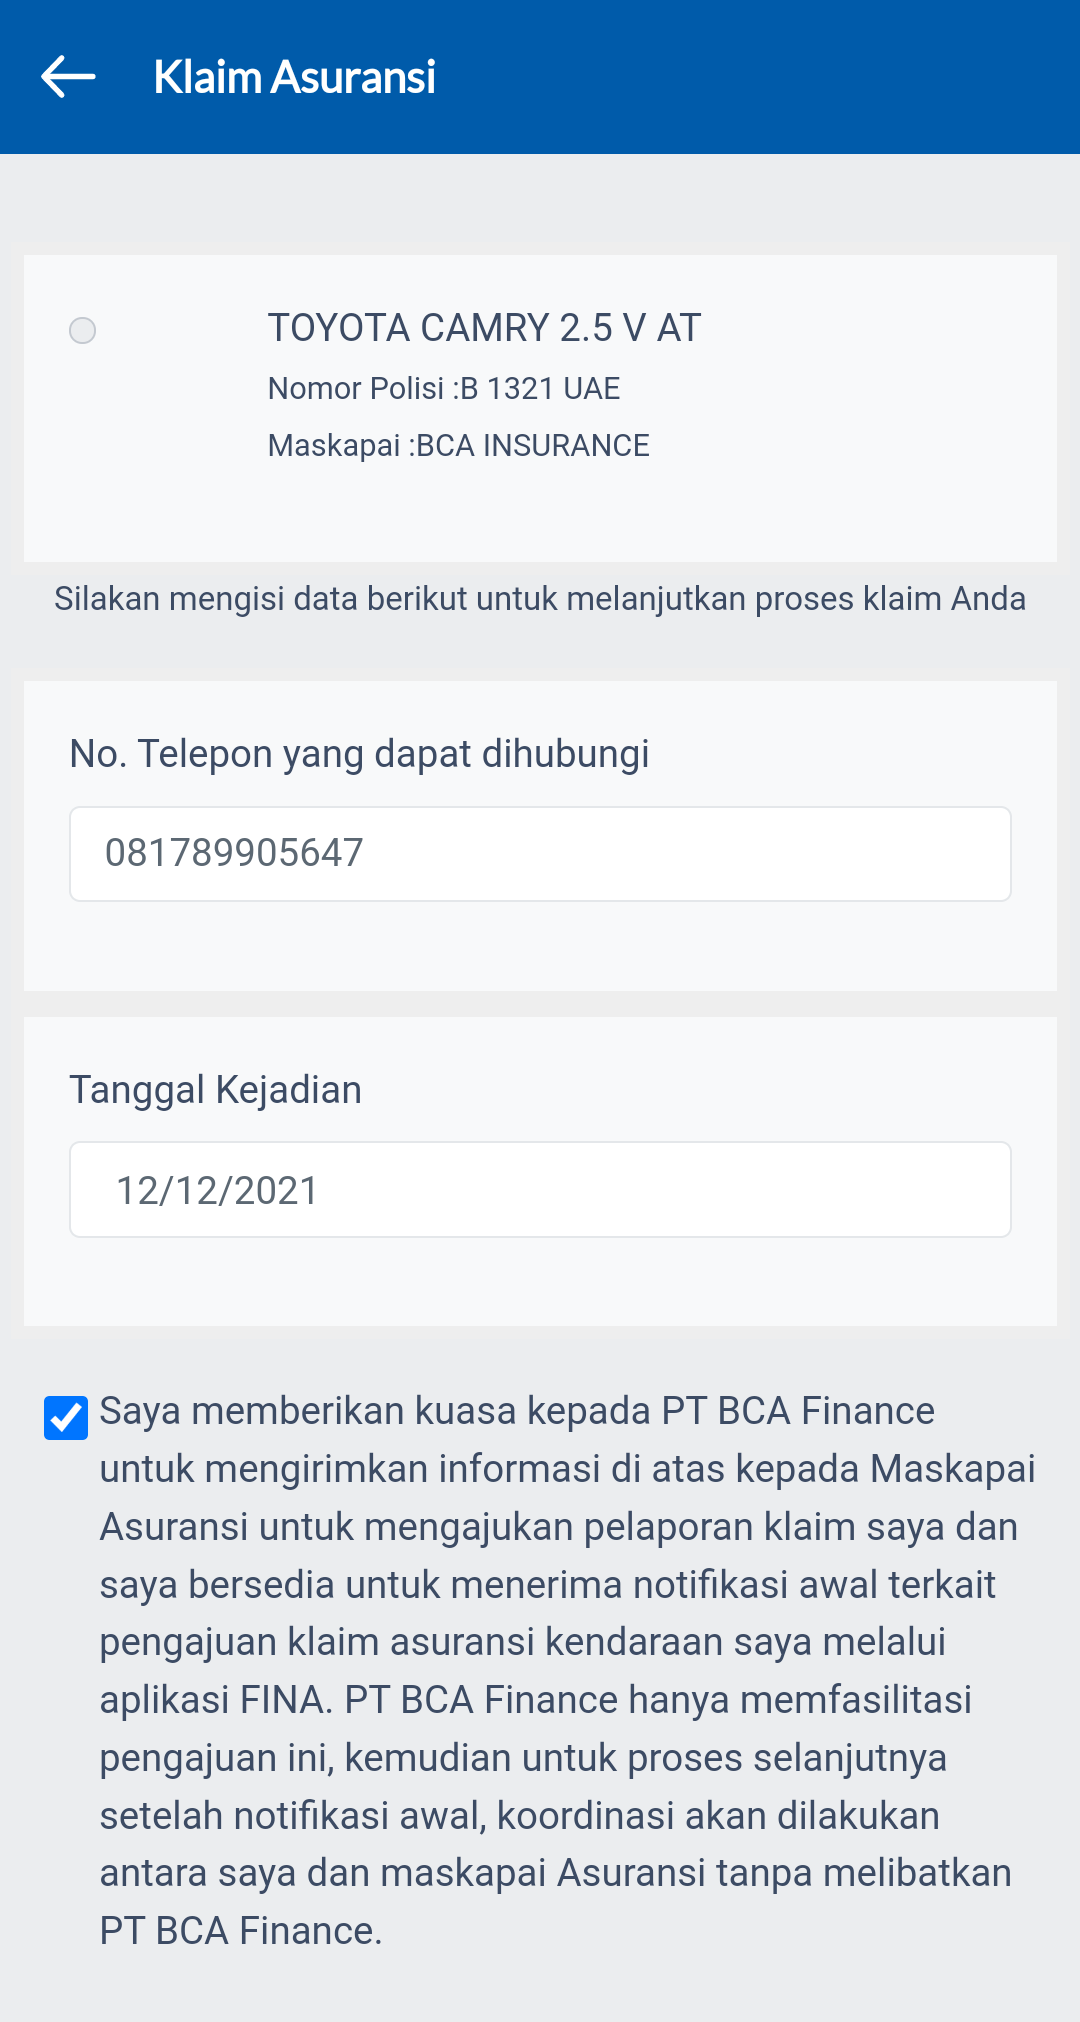 Klaim Asuransi
TOYOTA CAMRY 2.5 V AT
Nomor Polisi :B 1321 UAE
Maskapai :BCA INSURANCE
Silakan mengisi data berikut untuk melanjutkan proses klaim Anda
No. Telepon yang dapat dihubungi
081789905647
Tanggal Kejadian
12/12/2021
Saya memberikan kuasa kepada PT BCA Finance
untuk mengirimkan informasi di atas kepada Maskapai
Asuransi untuk mengajukan pelaporan klaim saya dan
saya bersedia untuk menerima notifikasi awal terkait
pengajuan klaim asuransi kendaraan saya melalui
aplikasi FINA. PT BCA Finance hanya memfasilitasi
pengajuan ini, kemudian untuk proses selanjutnya
setelah notifikasi awal, koordinasi akan dilakukan
antara saya dan maskapai Asuransi tanpa melibatkan
PT BCA Finance.